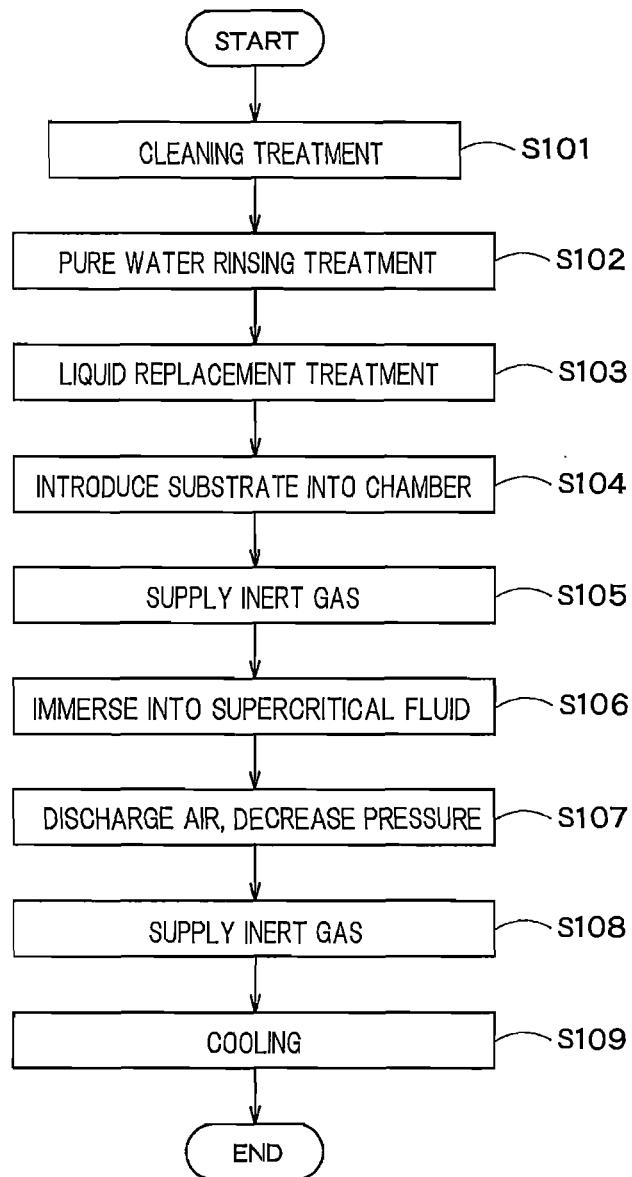 START
CLEANING TREATMENT
S101
PURE WATER RINSING TREATMENT
S102
LIQUID REPLACEMENT TREATMENT
S103
INTRODUCE SUBSTRATE INTO CHAMBER
S104
SUPPLY INERT GAS
S105
IMMERSE INTO SUPERCRITICAL FLUID
S106
DISCHARGE AIR, DECREASE PRESSURE
S107
SUPPLY INERT GAS
S108
COOLING
S109
END